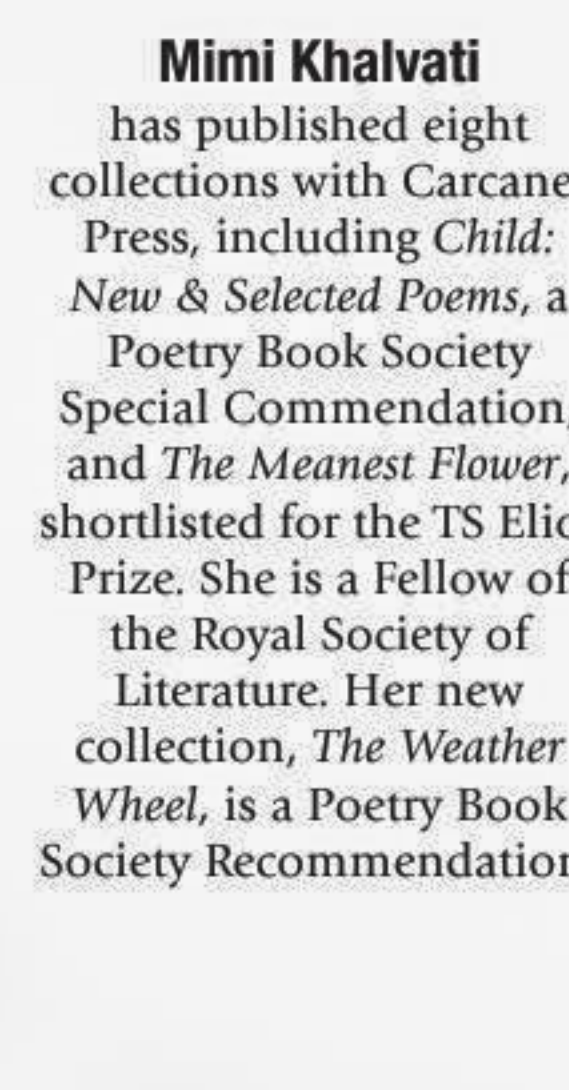 Mimi Khalvati
has published eight
collections with Carcane
Press, including Child:
New & Selected Poems, a
Poetry Book Society
Special Commendation,
and The Meanest Flower,
shortlisted for the TS Elio
Prize. She is a Fellow of
the Royal Society of
Literature. Her new
collection, The Weather
Wheel, is a Poetry Book
Society Recommendation